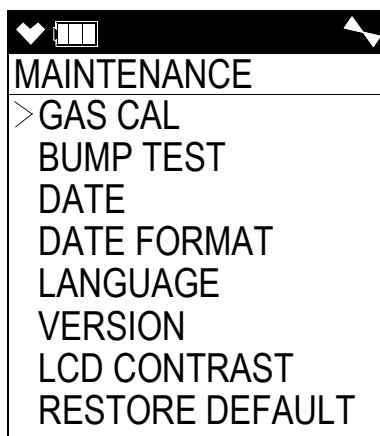 MAINTENANCE
>GAS CAL
BUMP TEST
DATE
DATE FORMAT
LANGUAGE
VERSION
LCD CONTRAST
RESTORE DEFAULT